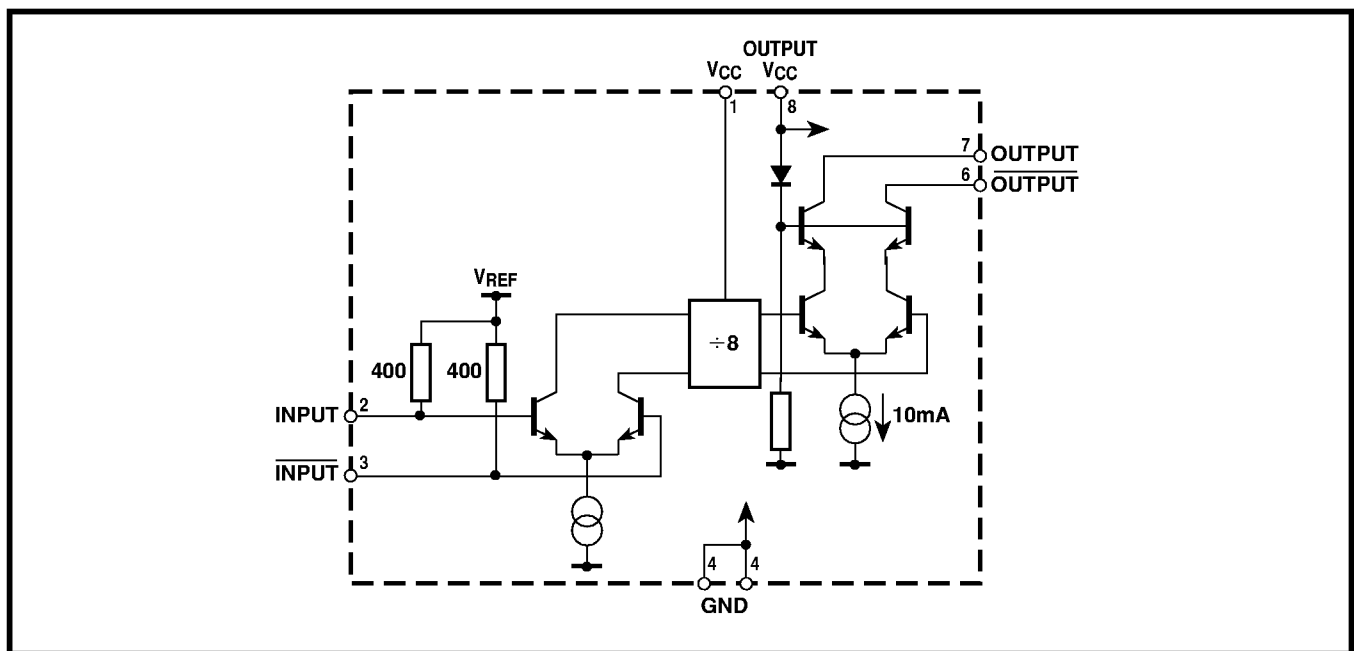 OUTPUT
VCC
VCC
1
8
7
OUTPUT
6
OUTPUT
VREF
400
400
÷8
INPUT
2
10mA
INPUT
3
4
4
GND